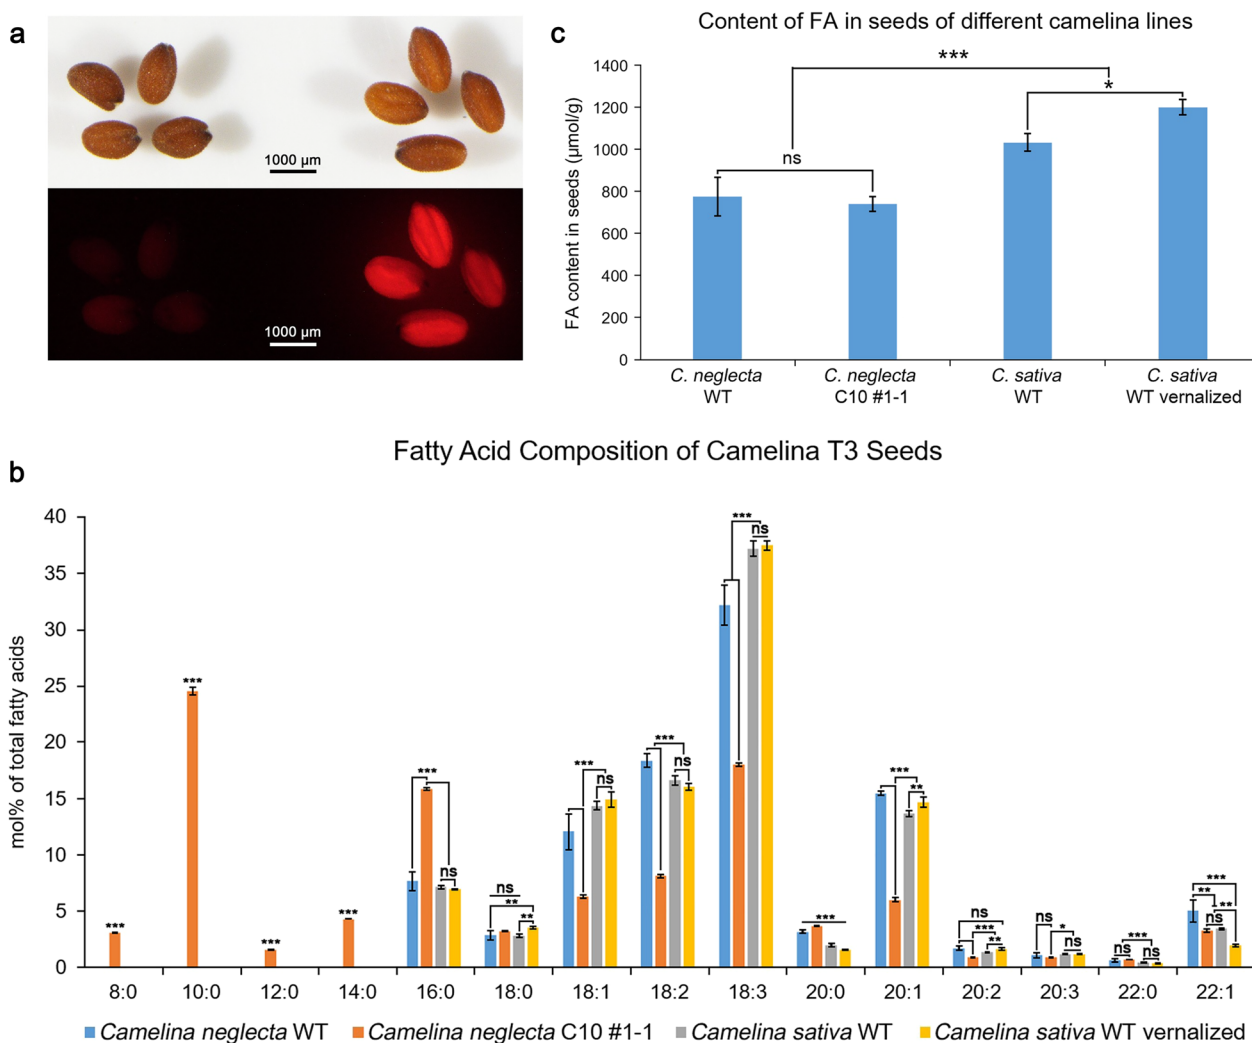 a
1000 µm
1000 µm
c
Content of FA in seeds of different camelina lines
FA content in seeds (µmol/g)
1400
1200
1000
800
600
400
200
0
ns
***
*
C. neglecta
WT
C. neglecta
C10 #1-1
C. sativa
WT
C. sativa
WT vernalized
b
Fatty Acid Composition of Camelina T3 Seeds
mol% of total fatty acids
40
35
30
25
20
15
10
5
0
***
***
***
***
***
ns
ns
**
**
***
ns
***
ns
***
ns
***
***
**
ns
***
**
ns
*
ns
***
ns
ns
***
**
**
ns
8:0 10:0 12:0 14:0 16:0 18:0 18:1 18:2 18:3 20:0 20:1 20:2 20:3 22:0 22:1
Camelina neglecta WT Camelina neglecta C10 #1-1 Camelina sativa WT Camelina sativa WT vernalized